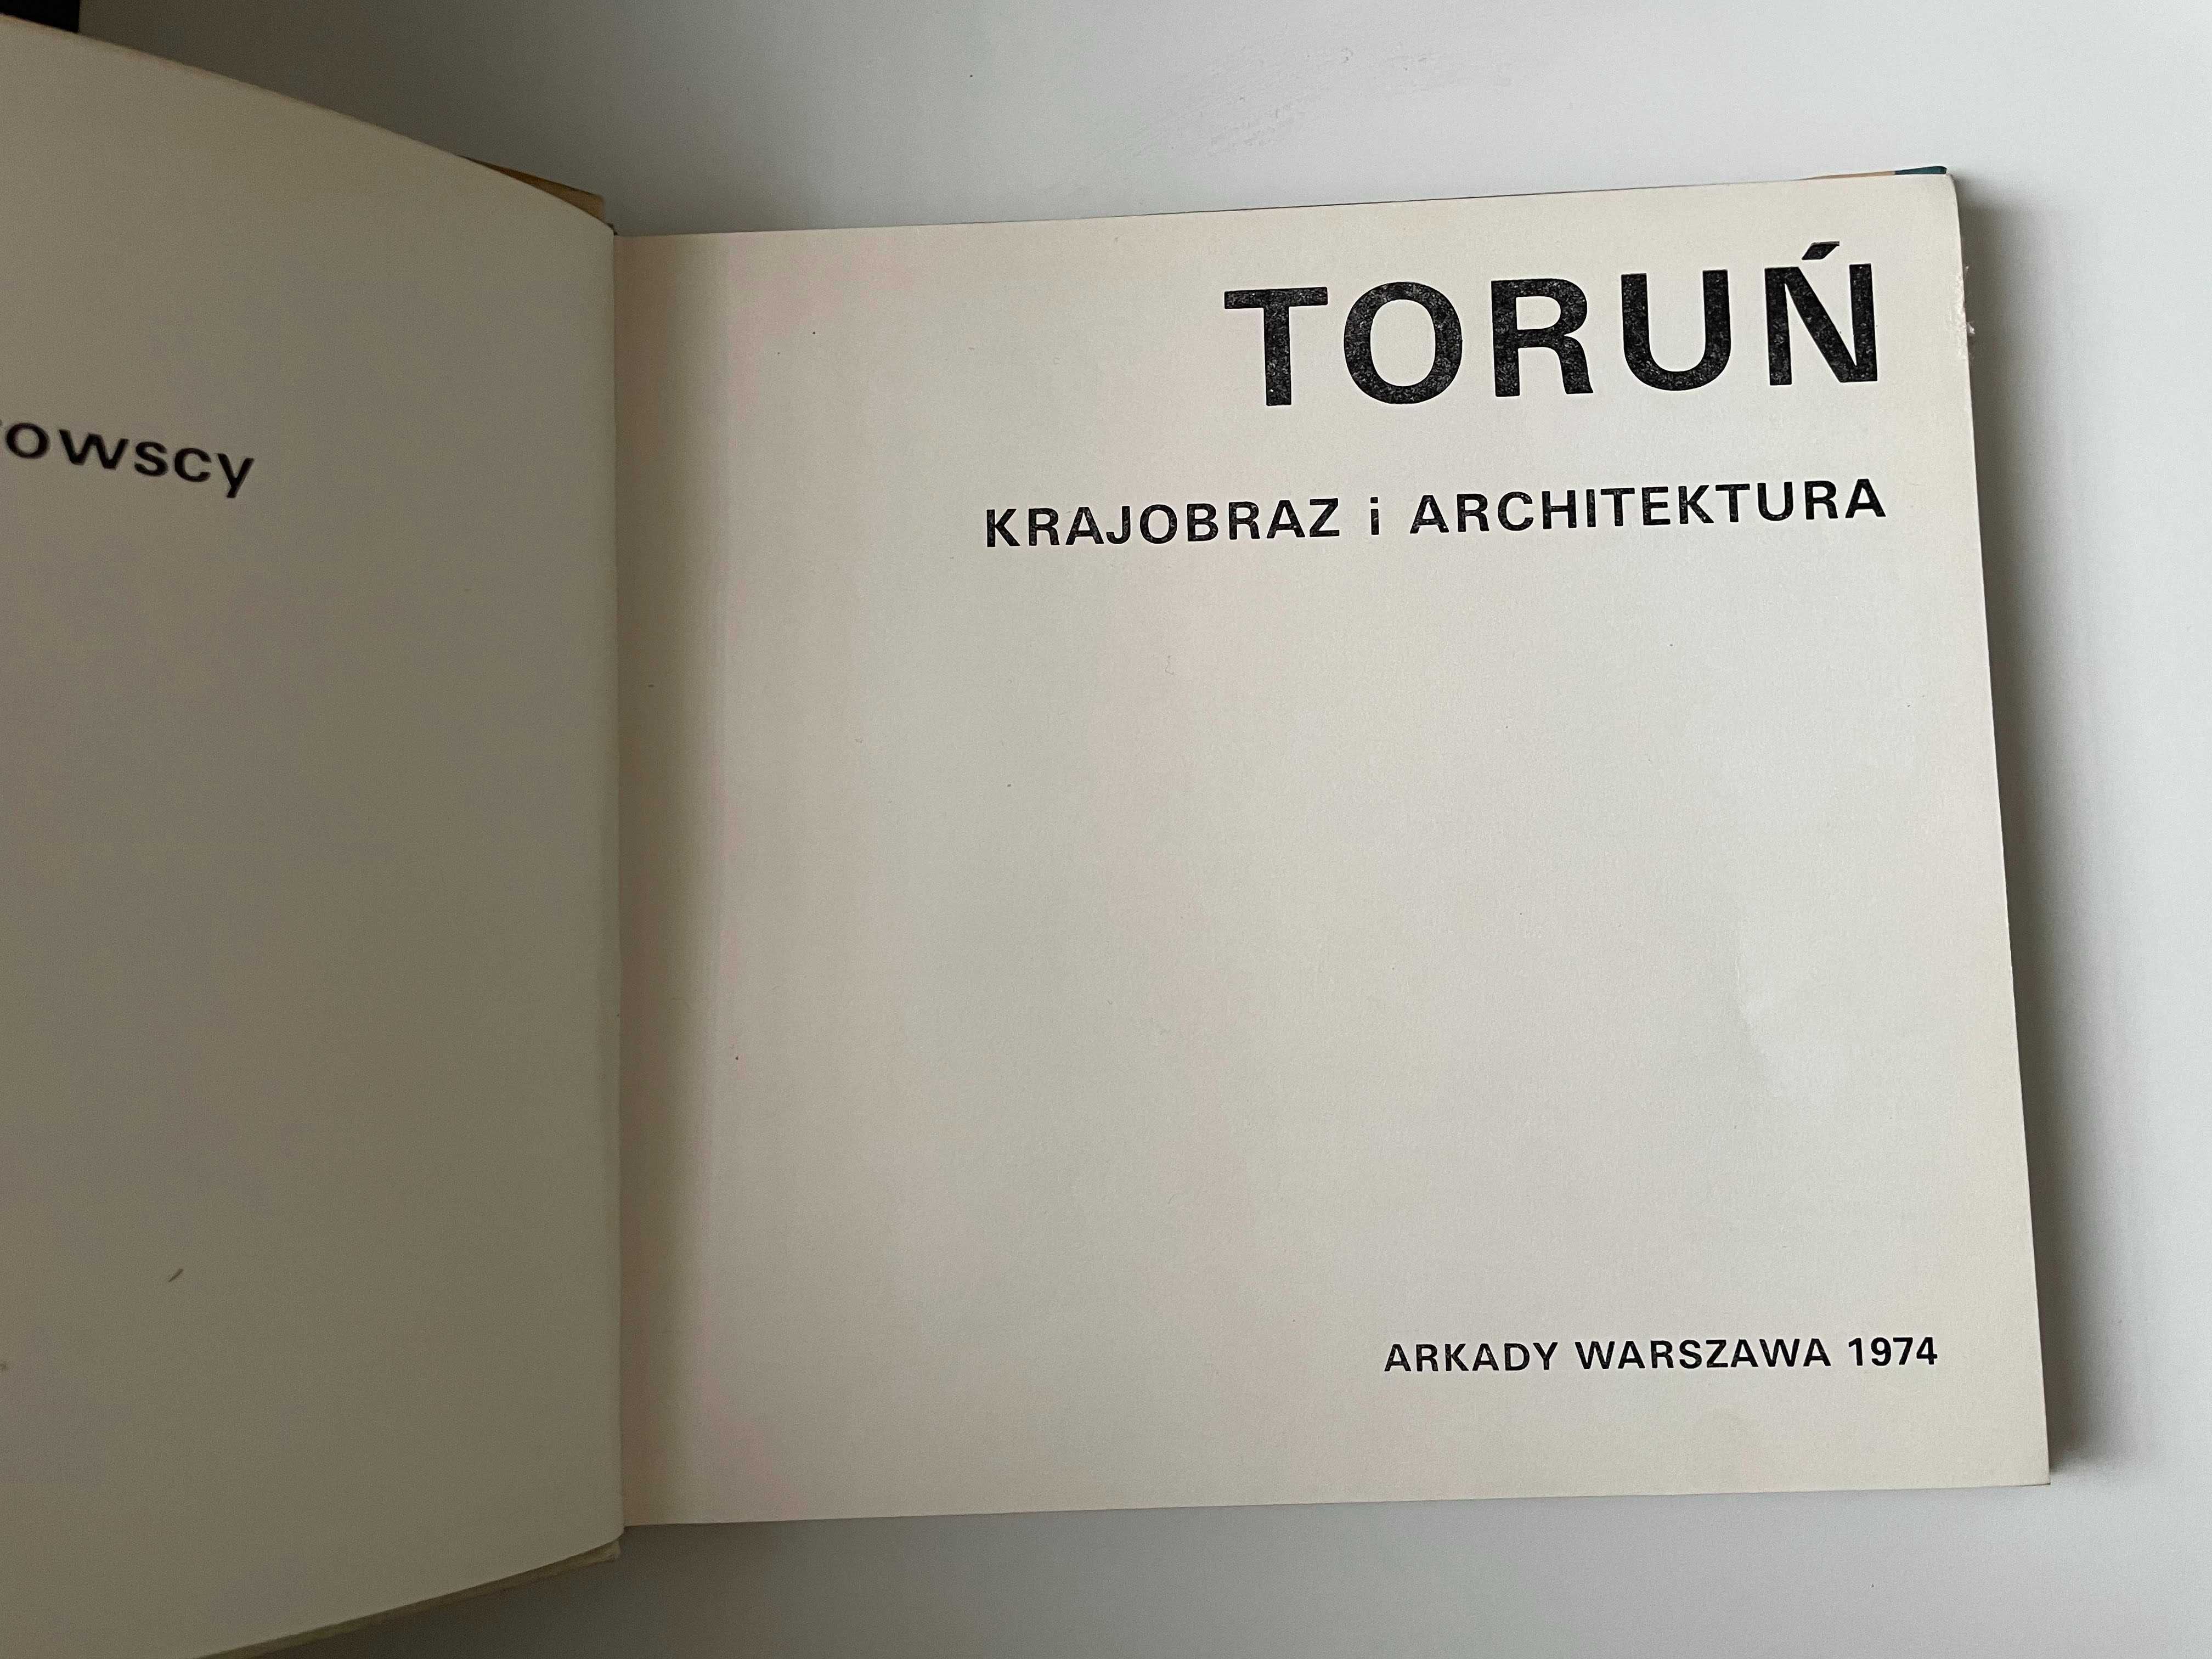 owscy
TORUŃ
KRAJOBRAZ i ARCHITEKTURA
ARKADY WARSZAWA 1974